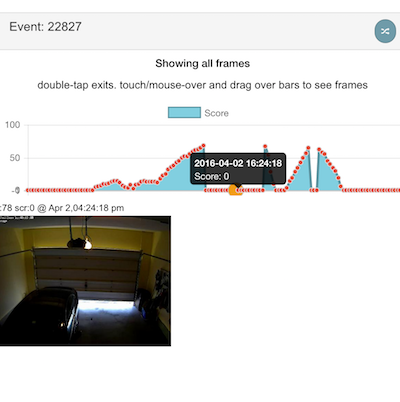 Event: 22827
Showing all frames
double-tap exits. touch/mouse-over and drag over bars to see frames
Score
100
50
0
2016-04-02 16:24:18
Score: 0
:78 scr:0 @ Apr 2,04:24:18 pm